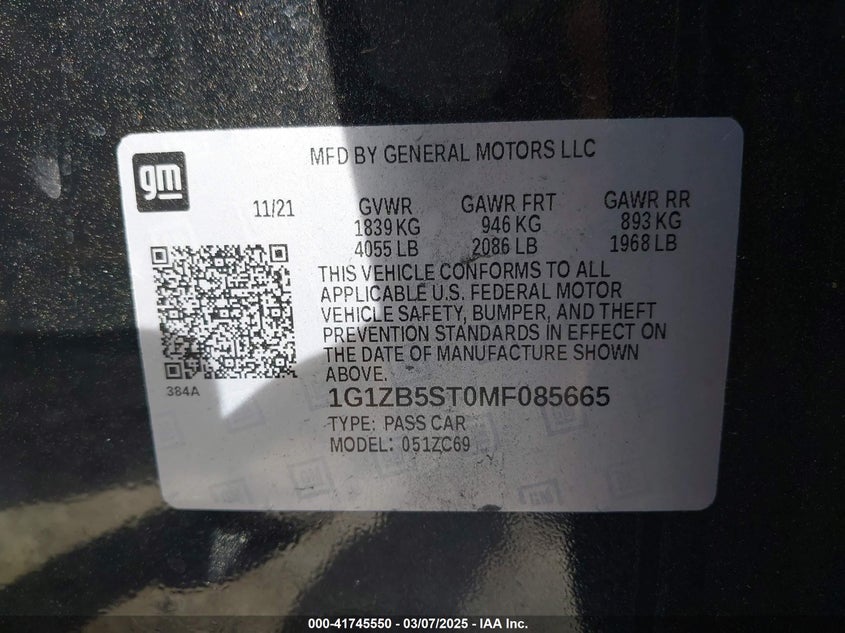 gm
MFD BY GENERAL MOTORS LLC
11/21 GVWR GAWR FRT GAWR RR
1839 KG 946 KG 893 KG
4055 LB 2086 LB 1968 LB
THIS VEHICLE CONFORMS TO ALL
APPLICABLE U.S. FEDERAL MOTOR
VEHICLE SAFETY, BUMPER, AND THEFT
PREVENTION STANDARDS IN EFFECT ON
THE DATE OF MANUFACTURE SHOWN
ABOVE.
384A
1G1ZB5ST0MF085665
TYPE: PASS CAR
MODEL: 051ZC69
GM
000-41745550 - 03/07/2025 - IAA Inc.